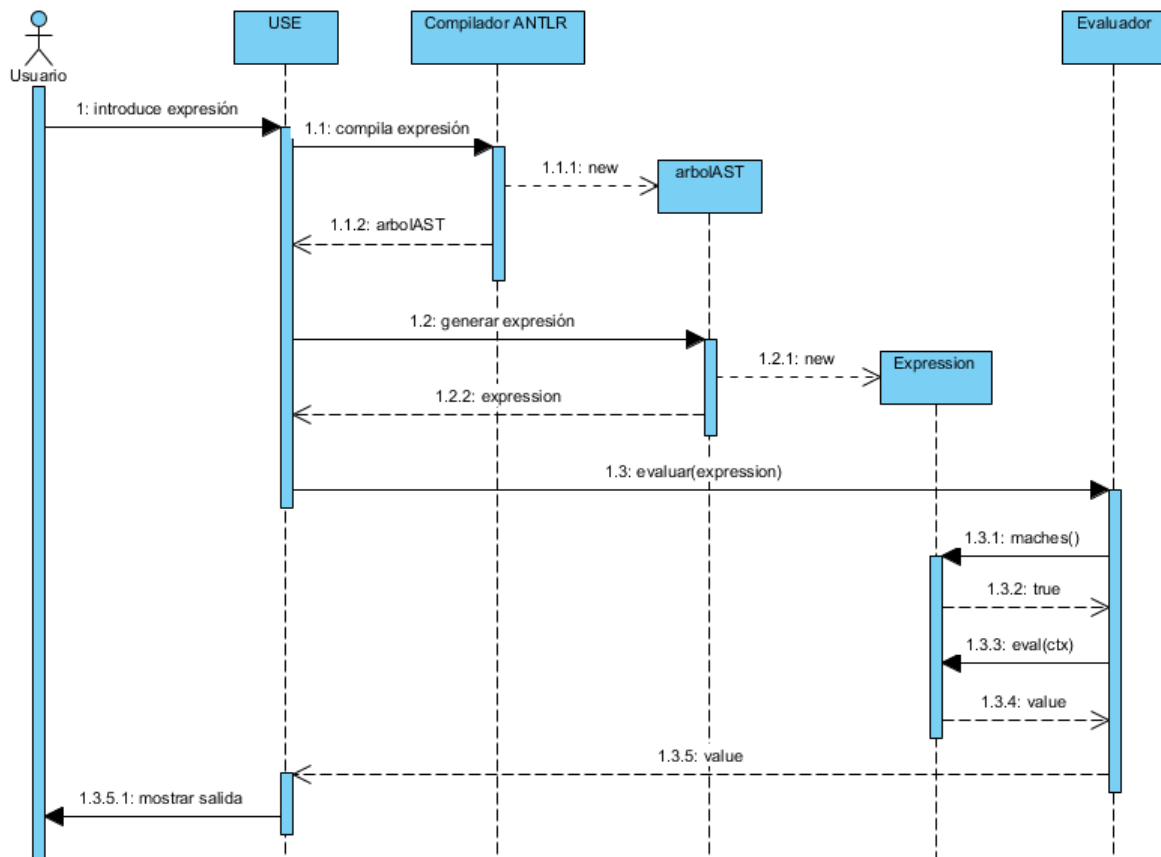 USE
Compilador ANTLR
Evaluador
Usuario
1: introduce expresión
1.1: compila expresión
1.1.1: new
arbolAST
1.1.2: arbolAST
1.2: generar expresión
1.2.1: new
Expression
1.2.2: expression
1.3: evaluar(expression)
1.3.1: maches()
1.3.2: true
1.3.3: eval(ctx)
1.3.4: value
1.3.5: value
1.3.5.1: mostrar salida